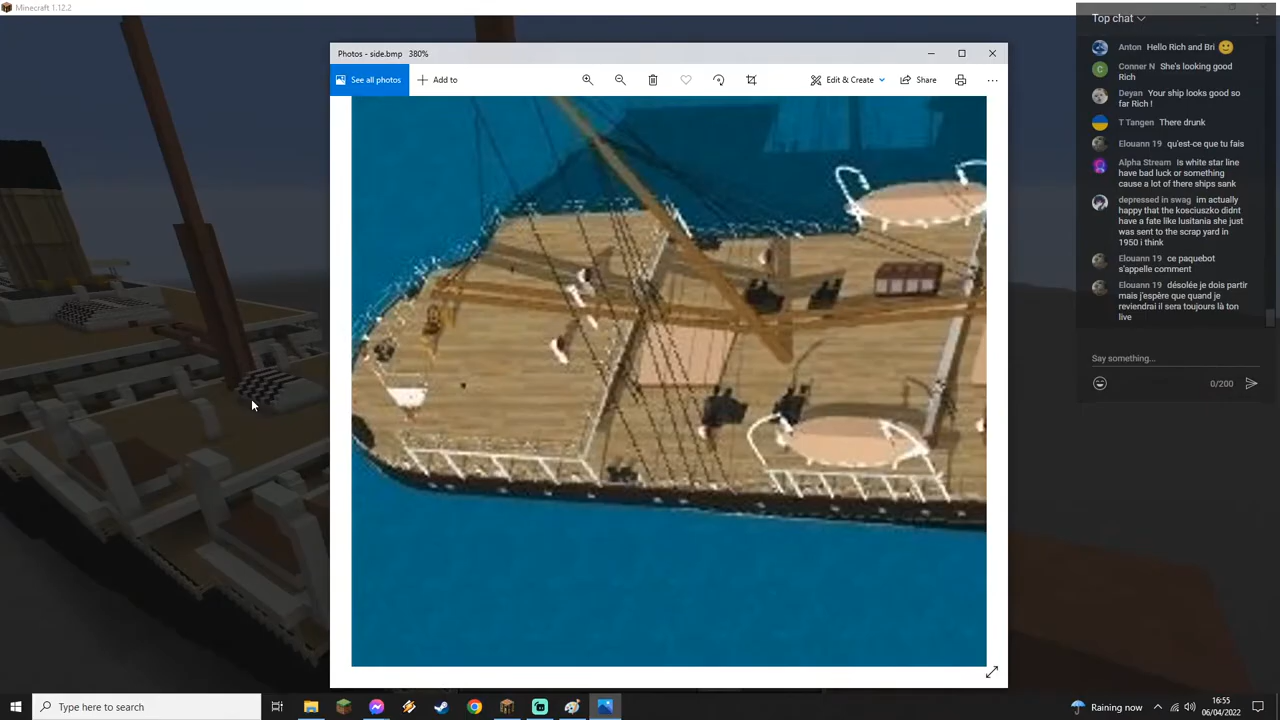 Minecraft 1.12.2
Top chat
Photos - side.bmp 380%
See all photos
Add to
Edit & Create
Share
Anton Hello Rich and Bri
C
Conner N She's looking good
Rich
Deyan Your ship looks good so
far Rich !
T Tangen There drunk
Elouann 19 qu'est-ce que tu fais
Alpha Stream is white star line
have bad luck or something
cause a lot of there ships sank
depressed in swag im actually
happy that the kosciuszko didnt
have a fate like lusitania she just
was sent to the scrap yard in
1950 i think
Elouann 19 ce paquebot
s'appelle comment
Elouann 19 désolée je dois partir
mais j'espère que quand je
reviendrai il sera toujours là ton
live
Say something...
0/200
Type here to search
Raining now
16:55
06/04/2022